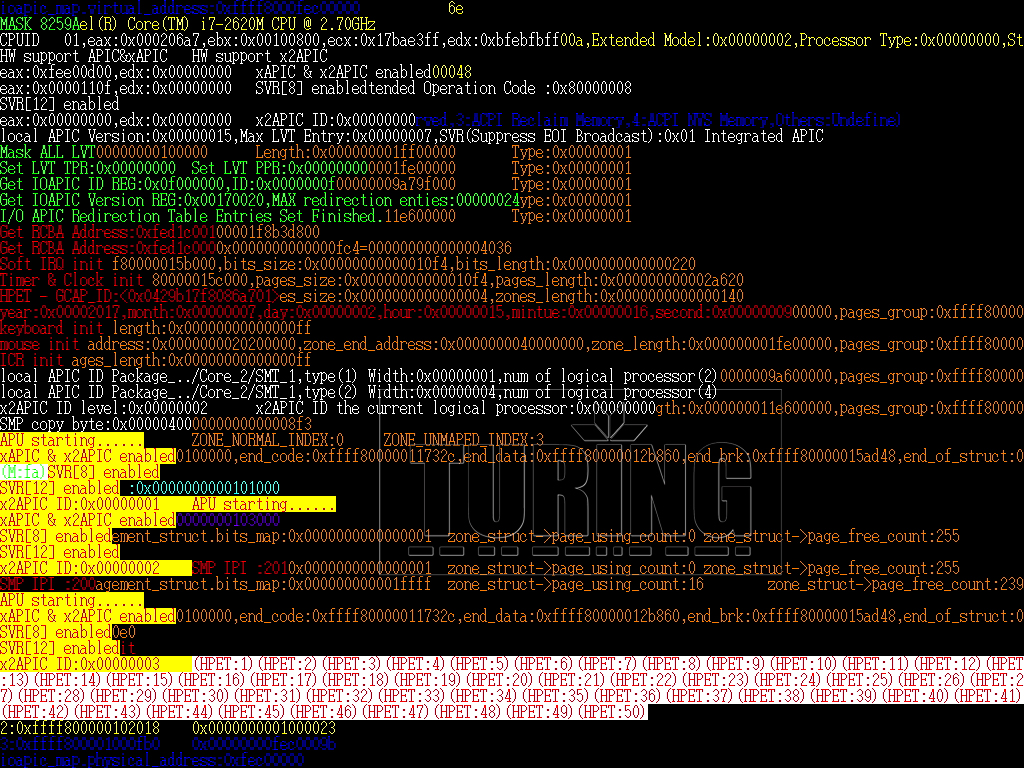 ioapic_map.virtual_address:0xffff8000fec00000 6e
MASK 8259Ael(R) Core(TM) i7-2620M CPU @ 2.70GHz
CPUID 01,eax:0x000206a7,ebx:0x00100800,ecx:0x17bae3ff,edx:0xbfebfbff00a,Extended Model:0x00000002,Processor Type:0x00000000,St
HW support APIC&xAPIC HW support x2APIC
eax:0xfee00d00,edx:0x00000000 xAPIC & x2APIC enabled00048
eax:0x0000110f,edx:0x00000000 SVR[8] enabledtended Operation Code :0x80000008
SVR[12] enabled
eax:0x00000000,edx:0x00000000 x2APIC ID:0x00000000rved,3:ACPI Reclaim Memory,4:ACPI NVS Memory,Others:Undefine)
local APIC Version:0x00000015,Max LVT Entry:0x00000007,SVR(Suppress EOI Broadcast):0x01 Integrated APIC
Mask ALL LVT00000000100000 Length:0x000000001ff00000 Type:0x00000001
Set LVT TPR:0x00000000 Set LVT PPR:0x000000000001fe00000 Type:0x00000001
Get IOAPIC ID REG:0x0f000000,ID:0x0000000f00000009a79f000 Type:0x00000001
Get IOAPIC Version REG:0x00170020,MAX redirection enties:00000024ype:0x00000001
I/O APIC Redirection Table Entries Set Finished.11e600000 Type:0x00000001
Get RCBA Address:0xfed1c00100001f8b3d800
Get RCBA Address:0xfed1c0000x0000000000000fc4=000000000000004036
Soft IRQ init f80000015b000,bits_size:0x00000000000010f4,bits_length:0x0000000000000220
Timer & Clock init 80000015c000,pages_size:0x00000000000010f4,pages_length:0x000000000002a620
HPET - GCAP_ID:<0x0429b17f8086a701>es_size:0x0000000000000004,zones_length:0x0000000000000140
year:0x00002017,month:0x00000007,day:0x00000002,hour:0x00000015,mintue:0x00000016,second:0x0000000900000,pages_group:0xffff80000
keyboard init length:0x00000000000000ff
mouse init address:0x0000000020200000,zone_end_address:0x0000000040000000,zone_length:0x000000001fe00000,pages_group:0xffff80000
ICR init ages_length:0x00000000000000ff
local APIC ID Package_../Core_2/SMT_1,type(1) Width:0x00000001,num of logical processor(2)0000009a600000,pages_group:0xffff80000
local APIC ID Package_../Core_2/SMT_1,type(2) Width:0x00000004,num of logical processor(4)
x2APIC ID level:0x00000002 x2APIC ID the current logical processor:0x00000000gth:0x000000011e600000,pages_group:0xffff80000
SMP copy byte:0x00000400000000000008f3
APU starting...... ZONE_NORMAL_INDEX:0 ZONE_UNMAPED_INDEX:3
xAPIC & x2APIC enabled0100000,end_code:0xffff80000011732c,end_data:0xffff80000012b860,end_brk:0xffff80000015ad48,end_of_struct:0
(M:fa)SVR[8] enabled
SVR[12] enabled :0x0000000000101000
x2APIC ID:0x00000001 APU starting......
xAPIC & x2APIC enabled0000000103000
SVR[8] enabledement_struct.bits_map:0x0000000000000001 zone_struct->page_using_count:0 zone_struct->page_free_count:255
SVR[12] enabled
x2APIC ID:0x00000002 SMP IPI :2010x0000000000000001 zone_struct->page_using_count:0 zone_struct->page_free_count:255
SMP IPI :200agement_struct.bits_map:0x000000000001ffff zone_struct->page_using_count:16 zone_struct->page_free_count:239
APU starting......
xAPIC & x2APIC enabled0100000,end_code:0xffff80000011732c,end_data:0xffff80000012b860,end_brk:0xffff80000015ad48,end_of_struct:0
SVR[8] enabled0e0
SVR[12] enabledit
x2APIC ID:0x00000003 (HPET:1)(HPET:2)(HPET:3)(HPET:4)(HPET:5)(HPET:6)(HPET:7)(HPET:8)(HPET:9)(HPET:10)(HPET:11)(HPET:12)(HPET
:13)(HPET:14)(HPET:15)(HPET:16)(HPET:17)(HPET:18)(HPET:19)(HPET:20)(HPET:21)(HPET:22)(HPET:23)(HPET:24)(HPET:25)(HPET:26)(HPET:2
7)(HPET:28)(HPET:29)(HPET:30)(HPET:31)(HPET:32)(HPET:33)(HPET:34)(HPET:35)(HPET:36)(HPET:37)(HPET:38)(HPET:39)(HPET:40)(HPET:41)
(HPET:42)(HPET:43)(HPET:44)(HPET:45)(HPET:46)(HPET:47)(HPET:48)(HPET:49)(HPET:50)
2:0xffff800000102018 0x0000000001000023
3:0xffff800001000fb0 0x00000000fec0009b
ioapic_map.physical_address:0xfec00000
TURING